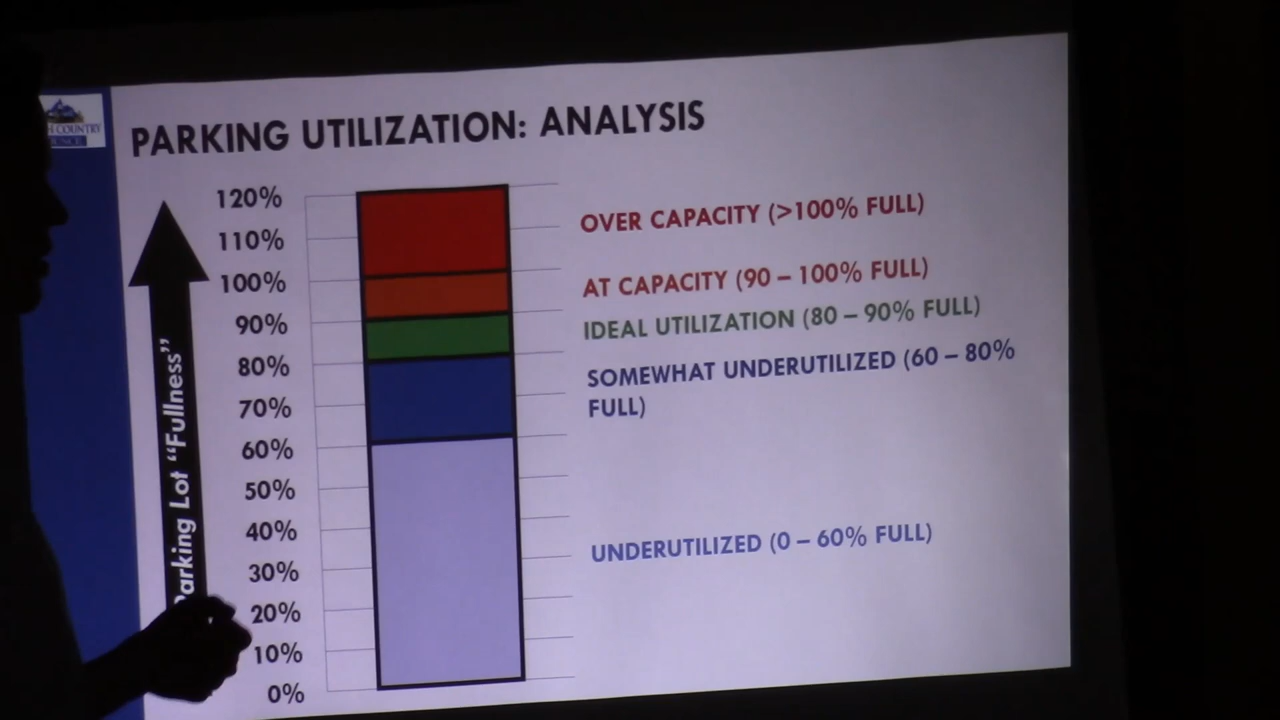 H COUNTRY
PARKING UTILIZATION: ANALYSIS
120%
110%
100%
90%
80%
70%
60%
50%
40%
30%
20%
10%
0%
Parking Lot “Fullness”
OVER CAPACITY (>100% FULL)
AT CAPACITY (90 – 100% FULL)
IDEAL UTILIZATION (80 – 90% FULL)
SOMEWHAT UNDERUTILIZED (60 – 80%
FULL)
UNDERUTILIZED (0 – 60% FULL)